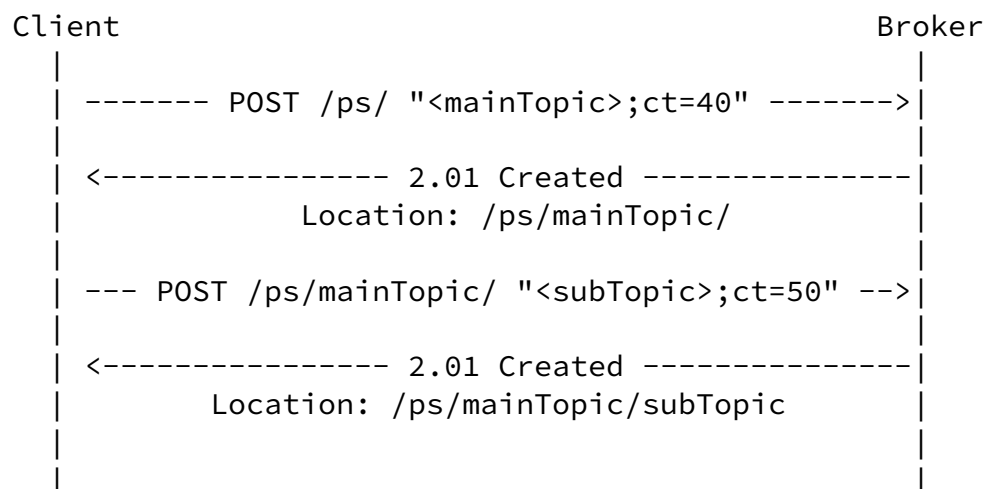 Client Broker
------- POST /ps/ "<mainTopic>;ct=40" ------->
<---------------- 2.01 Created ---------------
Location: /ps/mainTopic/
--- POST /ps/mainTopic/ "<subTopic>;ct=50" -->
<---------------- 2.01 Created ---------------
Location: /ps/mainTopic/subTopic